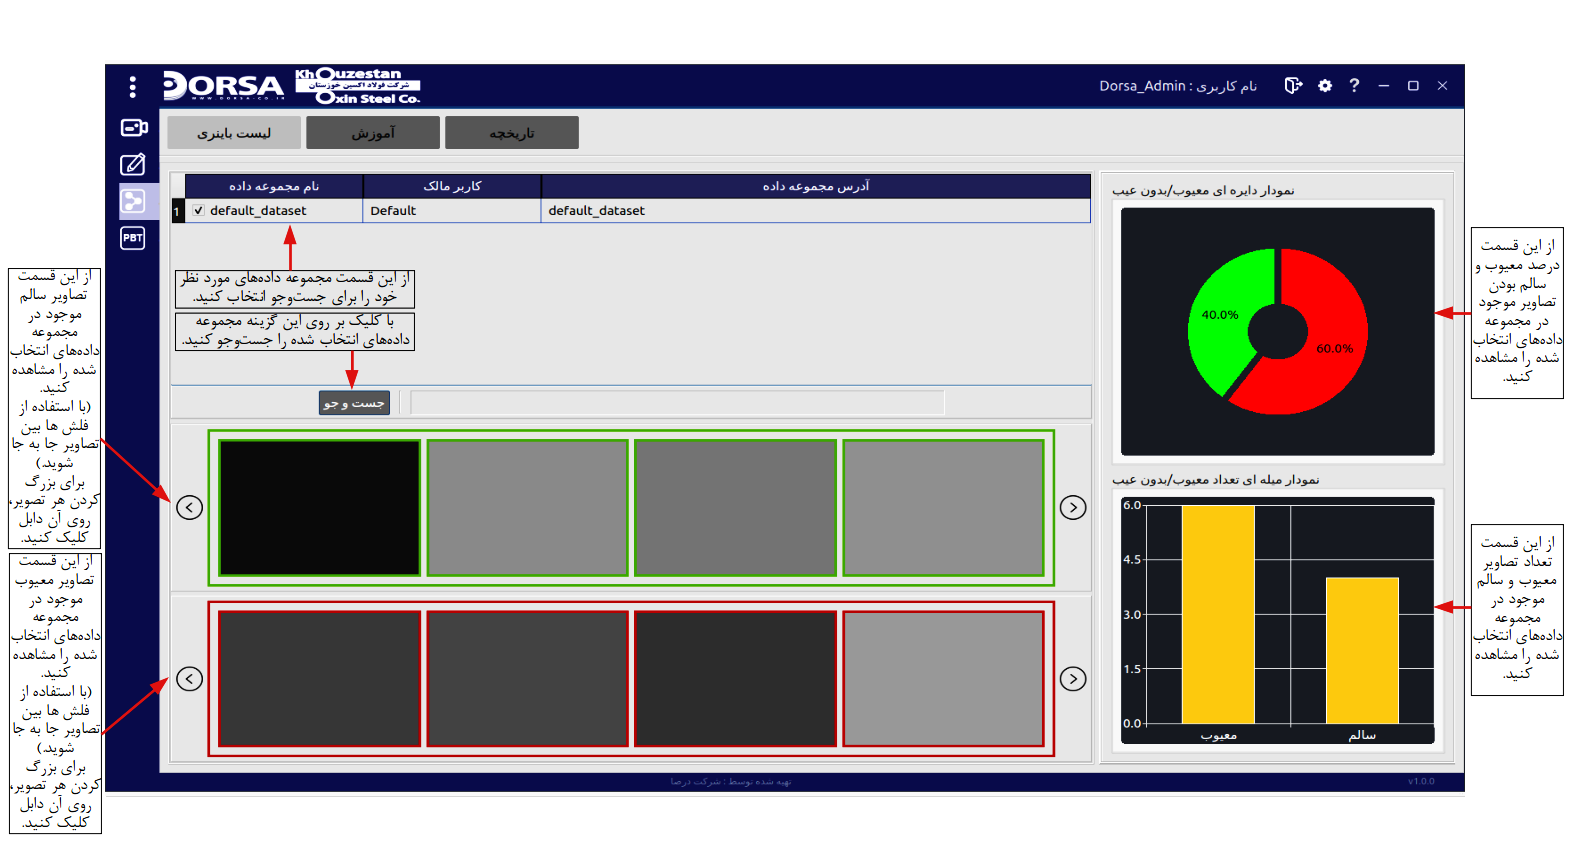 DORSA
WWW.DORSA-CO.IR
Khouzestan
شرکت فولاد اکسین خوزستان
Oxin Steel Co.
نام کاربری : Dorsa_Admin
?
لیست باینری
آموزش
تاریخچه
PBT
نام مجموعه داده
کاربر مالک
آدرس مجموعه داده
1
default_dataset
Default
default_dataset
از این قسمت مجموعه داده‌های مورد نظر
خود را برای جست‌وجو انتخاب کنید.
با کلیک بر روی این گزینه مجموعه
داده‌های انتخاب شده را جست‌وجو کنید.
جست و جو
از این قسمت
تصاویر سالم
موجود در
مجموعه
داده‌های انتخاب
شده را مشاهده
کنید.
(با استفاده از
فلش ها بین
تصاویر جا به جا
شوید.)
برای بزرگ
کردن هر تصویر،
روی آن دابل
کلیک کنید.
از این قسمت
تصاویر معیوب
موجود در
مجموعه
داده‌های انتخاب
شده را مشاهده
کنید.
(با استفاده از
فلش ها بین
تصاویر جا به جا
شوید.)
برای بزرگ
کردن هر تصویر،
روی آن دابل
کلیک کنید.
نمودار دایره ای معیوب/بدون عیب
40.0%
60.0%
از این قسمت
درصد معیوب و
سالم بودن
تصاویر موجود
در مجموعه
داده‌های انتخاب
شده را مشاهده
کنید.
نمودار میله ای تعداد معیوب/بدون عیب
6.0
4.5
3.0
1.5
0.0
معیوب
سالم
از این قسمت
تعداد تصاویر
معیوب و سالم
موجود در
مجموعه
داده‌های انتخاب
شده را مشاهده
کنید.
تهیه شده توسط : شرکت درضا
v1.0.0